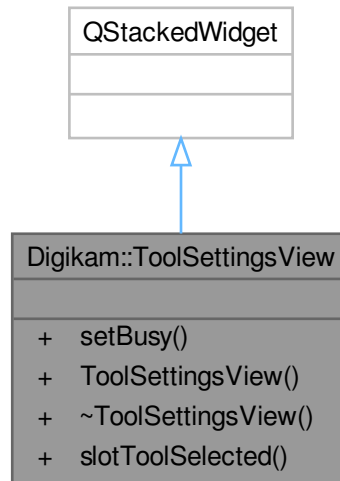 QStackedWidget
Digikam::ToolSettingsView
+ setBusy()
+ ToolSettingsView()
+ ~ToolSettingsView()
+ slotToolSelected()